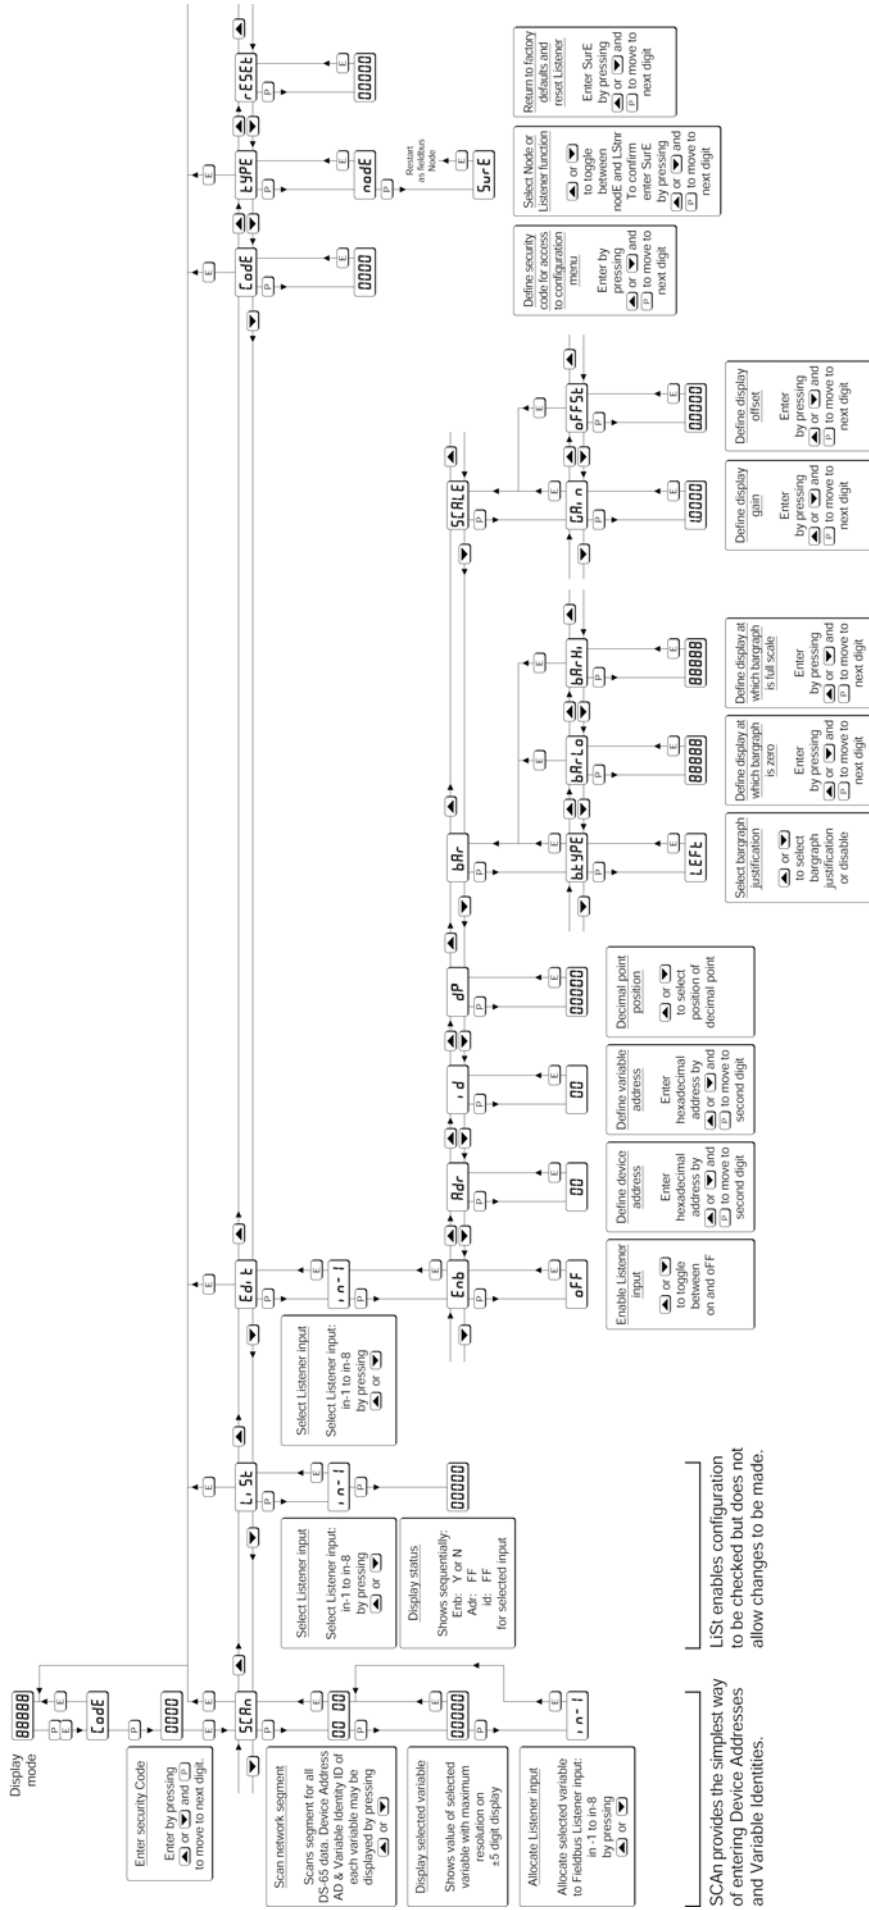 Display
mode
88888
P
E
E
CodE
P
Enter security Code
Enter by pressing
▲ or ▼ and P
to move to next digit.
0000
E
E
SCAn
P
E
Scan network segment
Scans segment for all
DS-65 data. Device Address
AD & Variable Identity ID of
each variable may be
displayed by pressing
▲ or ▼
00 00
P
E
Display selected variable
Shows value of selected
variable with maximum
resolution on
±5 digit display
00000
P
E
Allocate Listener input
Allocate selected variable
to Fieldbus Listener input:
in -1 to in-8
by pressing
▲ or ▼
in-1
SCAn provides the simplest way
of entering Device Addresses
and Variable Identities.
E
LiSt
P
E
Select Listener input
Select Listener input:
in-1 to in-8
by pressing
▲ or ▼
in-1
P
Display status
Shows sequentially:
Enb: Y or N
Adr: FF
id: FF
for selected input
00000
LiSt enables configuration
to be checked but does not
allow changes to be made.
E
Edit
P
E
Select Listener input
Select Listener input:
in-1 to in-8
by pressing
▲ or ▼
in-1
P
E
Enb
P
E
oFF
Enable Listener
input
▲ or ▼
to toggle
between
on and oFF
Adr
P
E
00
Define device
address
Enter
hexadecimal
address by
▲ or ▼ and
P to move to
second digit
id
P
E
00
Define variable
address
Enter
hexadecimal
address by
▲ or ▼ and
P to move to
second digit
dP
P
E
00000
Decimal point
position
▲ or ▼
to select
position of
decimal point
bAr
P
E
b.tYPE
P
E
LEFt
Select bargraph
justification
▲ or ▼
to select
bargraph
justification
or disable
E
bArLo
P
E
88888
Define display at
which bargraph
is zero
Enter
by pressing
▲ or ▼ and
P to move to
next digit
bArHi
P
E
88888
Define display at
which bargraph
is full scale
Enter
by pressing
▲ or ▼ and
P to move to
next digit
SCALE
P
E
GAin
P
E
1.0000
Define display
gain
Enter
by pressing
▲ or ▼ and
P to move to
next digit
E
oFFSt
P
E
0.0000
Define display
offset
Enter
by pressing
▲ or ▼ and
P to move to
next digit
E
CodE
P
E
0000
Define security
code for access
to configuration
menu
Enter by
pressing
▲ or ▼ and
P to move to
next digit
E
tYPE
P
E
nodE
P
Restart
as fieldbus
Node
E
SurE
Select Node or
Listener function
▲ or ▼
to toggle
between
nodE and LStnr
To confirm
enter SurE
by pressing
▲ or ▼ and
P to move to
next digit
rESEt
P
E
00000
Return to factory
defaults and
reset Listener
Enter SurE
by pressing
▲ or ▼ and
P to move to
next digit